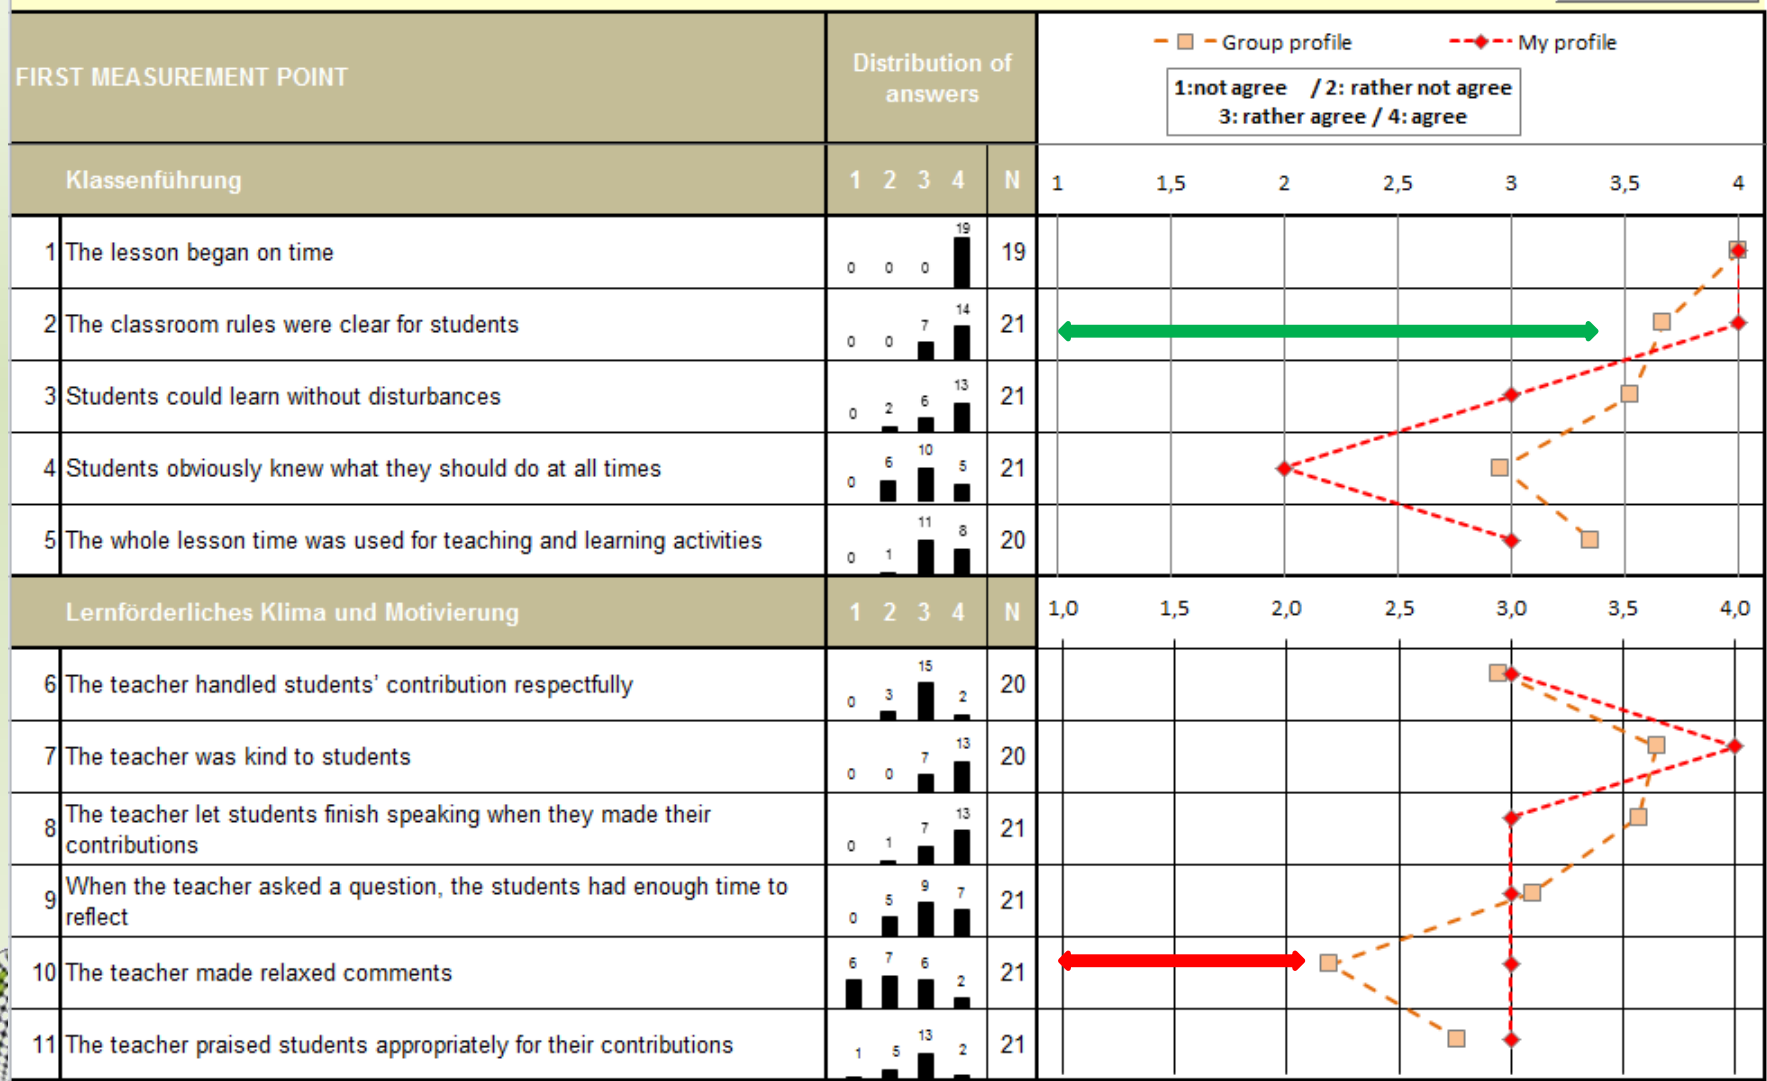 FIRST MEASUREMENT POINT
Distribution of
answers
Group profile My profile
1:not agree / 2: rather not agree
3: rather agree / 4: agree
Klassenführung 1 2 3 4 N 1 1,5 2 2,5 3 3,5 4
1 The lesson began on time 0 0 0 19 19
2 The classroom rules were clear for students 0 0 7 14 21
3 Students could learn without disturbances 0 2 6 13 21
4 Students obviously knew what they should do at all times 0 6 10 5 21
5 The whole lesson time was used for teaching and learning activities 0 1 11 8 20
Lernförderliches Klima und Motivierung 1 2 3 4 N 1,0 1,5 2,0 2,5 3,0 3,5 4,0
6 The teacher handled students’ contribution respectfully 0 3 15 2 20
7 The teacher was kind to students 0 0 7 13 20
8 The teacher let students finish speaking when they made their
contributions 0 1 7 13 21
9 When the teacher asked a question, the students had enough time to
reflect 0 5 9 7 21
10 The teacher made relaxed comments 6 7 6 2 21
11 The teacher praised students appropriately for their contributions 1 5 13 2 21